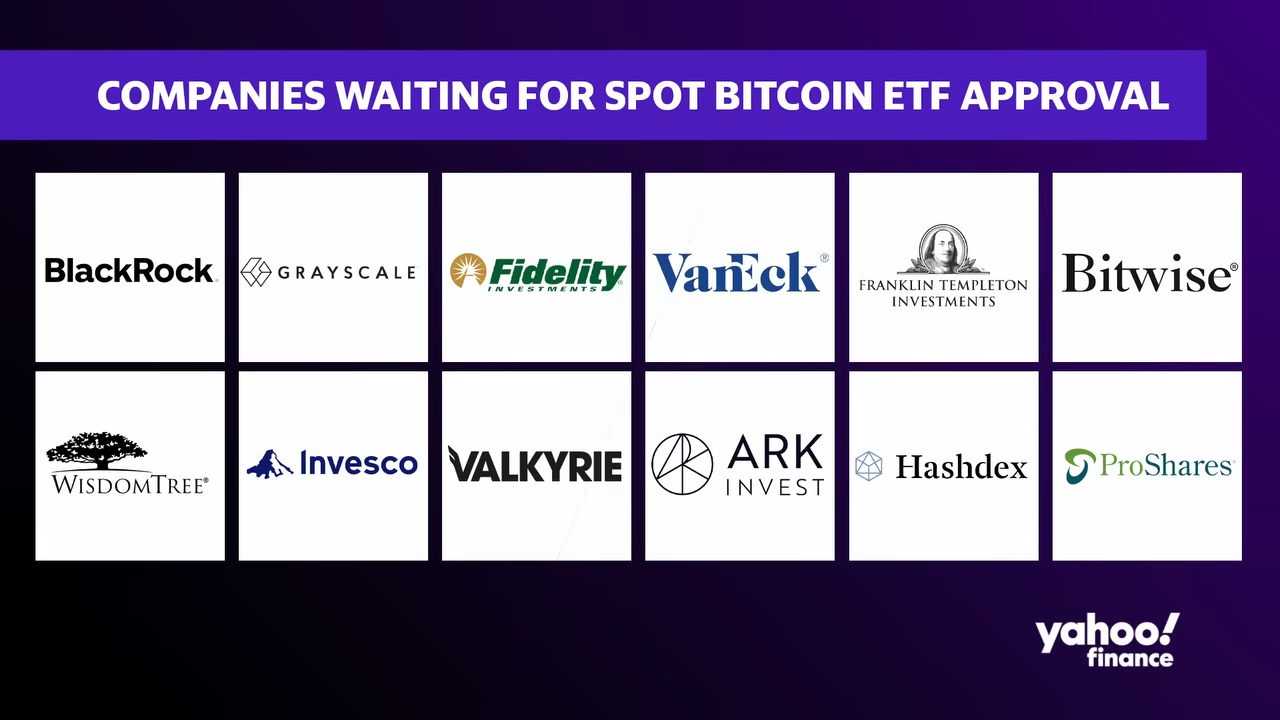 COMPANIES WAITING FOR SPOT BITCOIN ETF APPROVAL
BlackRock.
GRAYSCALE
Fidelity
INVESTMENTS
VanEck®
FRANKLIN TEMPLETON
INVESTMENTS
Bitwise®
WISDOMTREE®
Invesco
VALKYRIE
ARK
INVEST
Hashdex
ProShares
yahoo!
finance